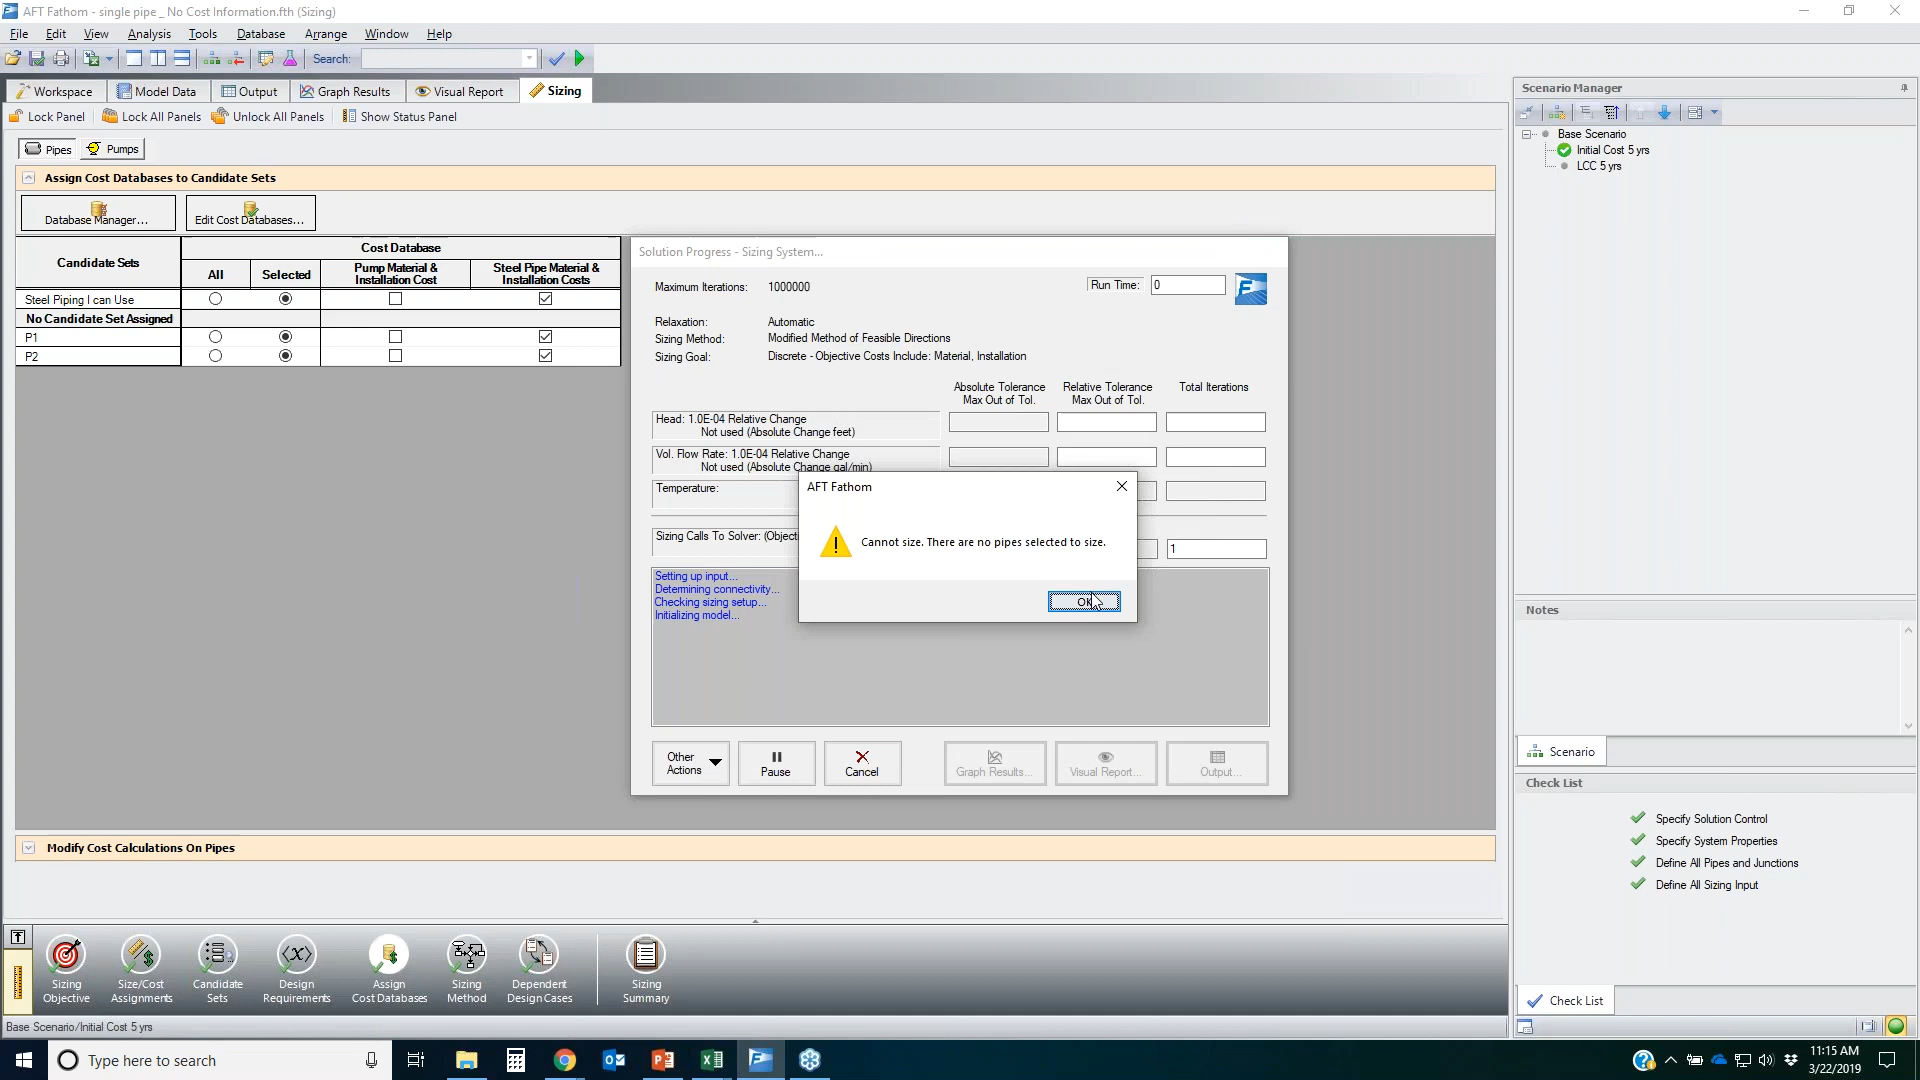 AFT Fathom - single pipe _ No Cost Information.fth (Sizing)
File Edit View Analysis Tools Database Arrange Window Help
Search:
Workspace Model Data Output Graph Results Visual Report Sizing
Lock Panel Lock All Panels Unlock All Panels Show Status Panel
Pipes Pumps
Assign Cost Databases to Candidate Sets
Database Manager... Edit Cost Databases...
Candidate Sets
Cost Database
All Selected
Pump Material &
Installation Cost
Steel Pipe Material &
Installation Costs
Steel Piping I can Use
No Candidate Set Assigned
P1
P2
Solution Progress - Sizing System...
Maximum Iterations: 1000000
Run Time: 0
Relaxation: Automatic
Sizing Method: Modified Method of Feasible Directions
Sizing Goal: Discrete - Objective Costs Include: Material, Installation
Absolute Tolerance
Max Out of Tol.
Relative Tolerance
Max Out of Tol.
Total Iterations
Head: 1.0E-04 Relative Change
Not used (Absolute Change feet)
Vol. Flow Rate: 1.0E-04 Relative Change
Not used (Absolute Change gal/min)
Temperature:
Sizing Calls To Solver: (Objecti
1
Setting up input...
Determining connectivity...
Checking sizing setup...
Initializing model...
AFT Fathom
Cannot size. There are no pipes selected to size.
OK
Other
Actions
Pause
Cancel
Graph Results...
Visual Report...
Output...
Modify Cost Calculations On Pipes
Sizing
Objective
Size/Cost
Assignments
Candidate
Sets
Design
Requirements
Assign
Cost Databases
Sizing
Method
Dependent
Design Cases
Sizing
Summary
Base Scenario/Initial Cost 5 yrs
Scenario Manager
Base Scenario
Initial Cost 5 yrs
LCC 5 yrs
Notes
Scenario
Check List
Specify Solution Control
Specify System Properties
Define All Pipes and Junctions
Define All Sizing Input
Check List
Type here to search
11:15 AM
3/22/2019